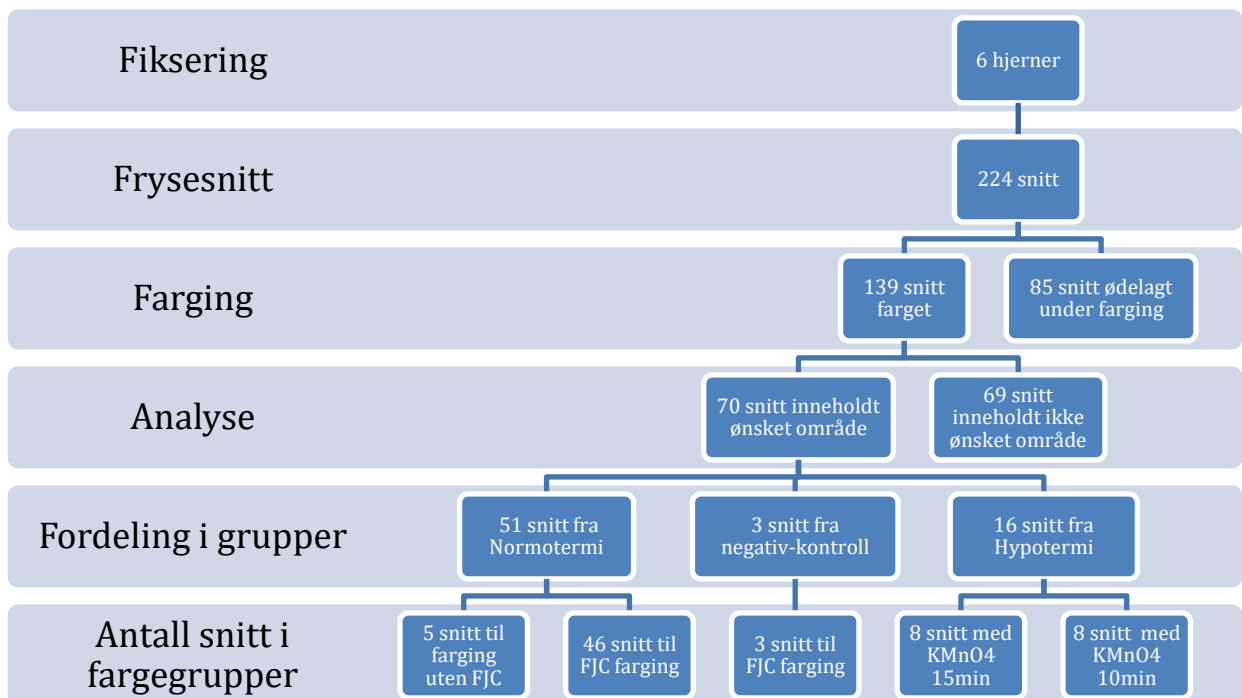 Fiksering
6 hjerner
Frysesnitt
224 snitt
Farging
139 snitt
farget
85 snitt ødelagt
under farging
Analyse
70 snitt inneholdt
ønsket område
69 snitt
inneholdt ikke
ønsket område
Fordeling i grupper
51 snitt fra
Normotermi
3 snitt fra
negativ-kontroll
16 snitt fra
Hypotermi
Antall snitt i
fargegrupper
5 snitt til
farging
uten FJC
46 snitt til
FJC farging
3 snitt til
FJC farging
8 snitt med
KMnO4
15min
8 snitt med
KMnO4
10min